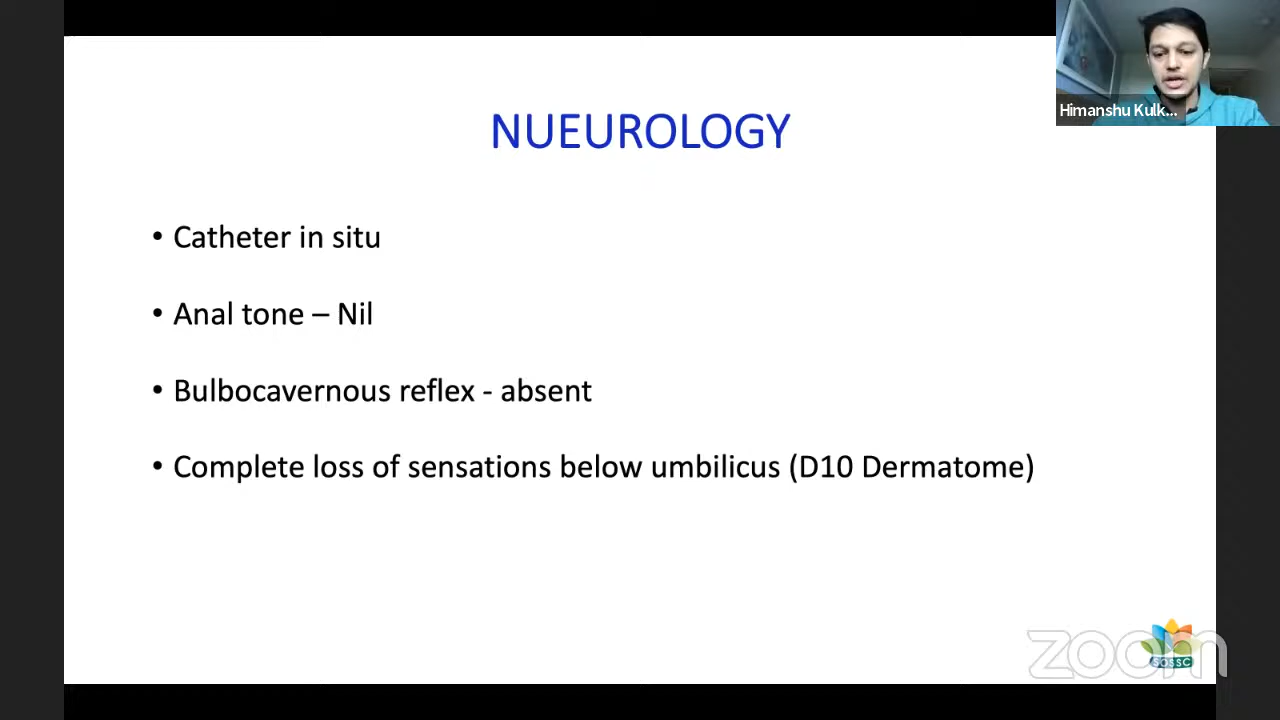 Himanshu Kulk...
NUEUROLOGY
• Catheter in situ
• Anal tone – Nil
• Bulbocavernous reflex - absent
• Complete loss of sensations below umbilicus (D10 Dermatome)
SOSSC
zoom